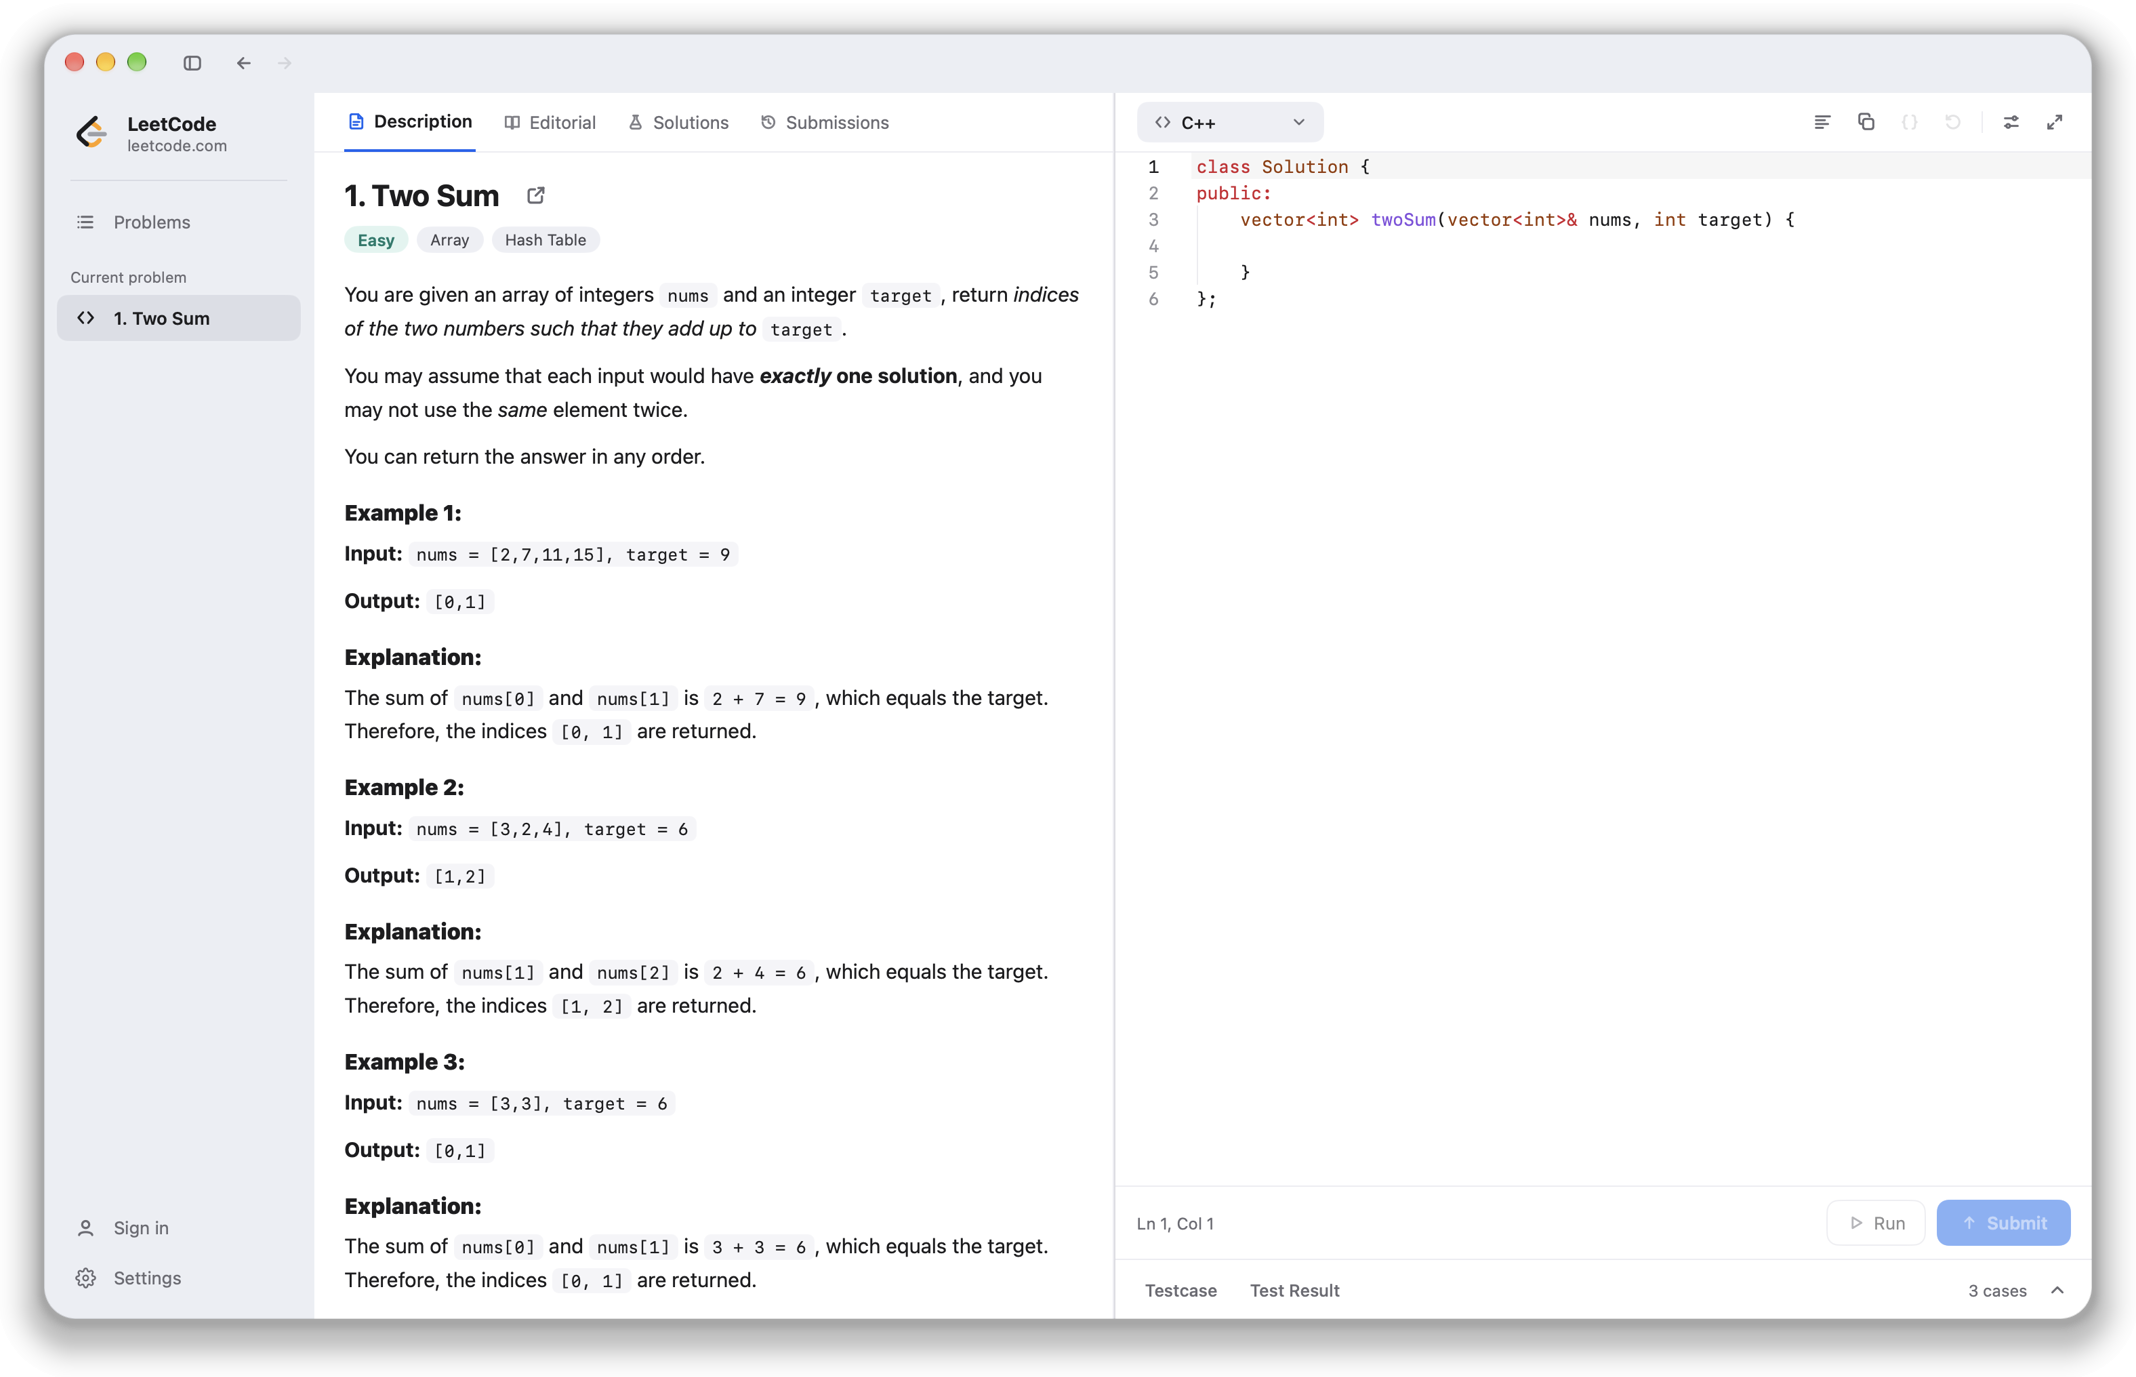 LeetCode
leetcode.com
Problems
Current problem
1. Two Sum
Sign in
Settings
Description Editorial Solutions Submissions
1. Two Sum
Easy Array Hash Table
You are given an array of integers nums and an integer target, return indices
of the two numbers such that they add up to target.
You may assume that each input would have exactly one solution, and you
may not use the same element twice.
You can return the answer in any order.
Example 1:
Input: nums = [2,7,11,15], target = 9
Output: [0,1]
Explanation:
The sum of nums[0] and nums[1] is 2 + 7 = 9, which equals the target.
Therefore, the indices [0, 1] are returned.
Example 2:
Input: nums = [3,2,4], target = 6
Output: [1,2]
Explanation:
The sum of nums[1] and nums[2] is 2 + 4 = 6, which equals the target.
Therefore, the indices [1, 2] are returned.
Example 3:
Input: nums = [3,3], target = 6
Output: [0,1]
Explanation:
The sum of nums[0] and nums[1] is 3 + 3 = 6, which equals the target.
Therefore, the indices [0, 1] are returned.
C++
1 class Solution {
2 public:
3     vector<int> twoSum(vector<int>& nums, int target) {
4
5     }
6 };
Ln 1, Col 1
Run Submit
Testcase Test Result 3 cases